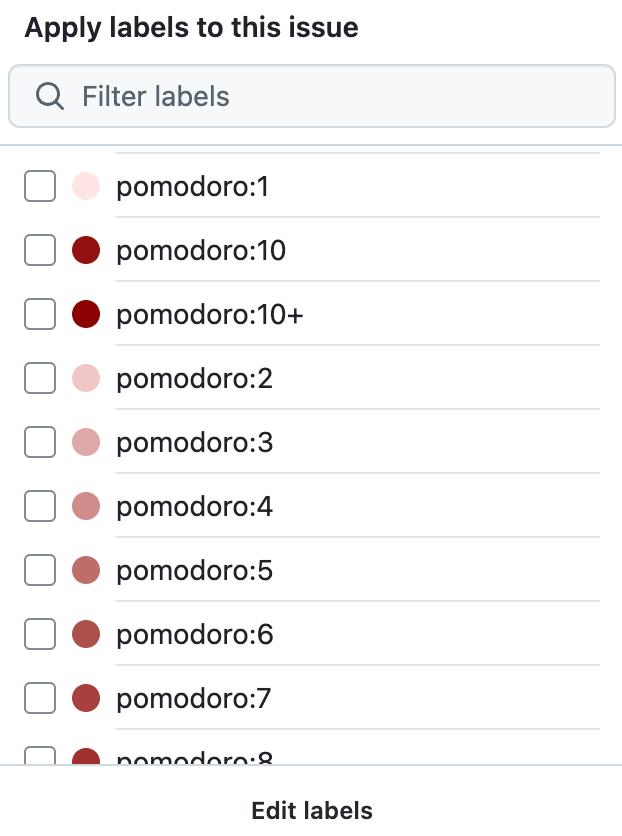 Apply labels to this issue
Filter labels
pomodoro:1
pomodoro:10
pomodoro:10+
pomodoro:2
pomodoro:3
pomodoro:4
pomodoro:5
pomodoro:6
pomodoro:7
pomodoro:8
Edit labels